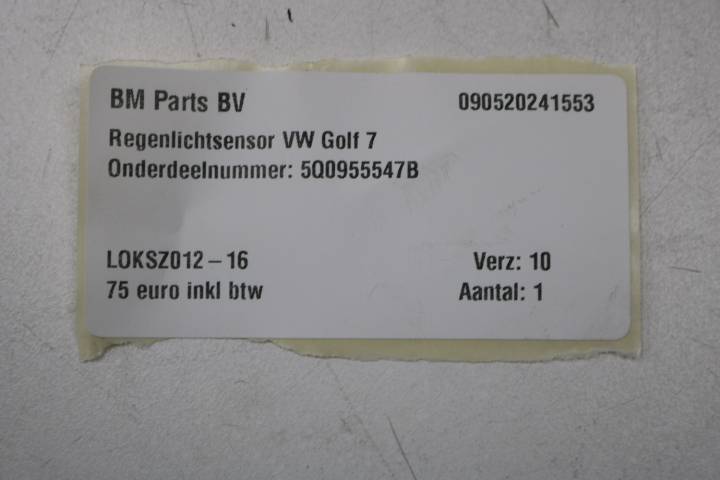 BM Parts BV 090520241553
Regenlichtsensor VW Golf 7
Onderdeelnummer: 5Q0955547B
LOKSZ012 – 16 Verz: 10
75 euro inkl btw Aantal: 1